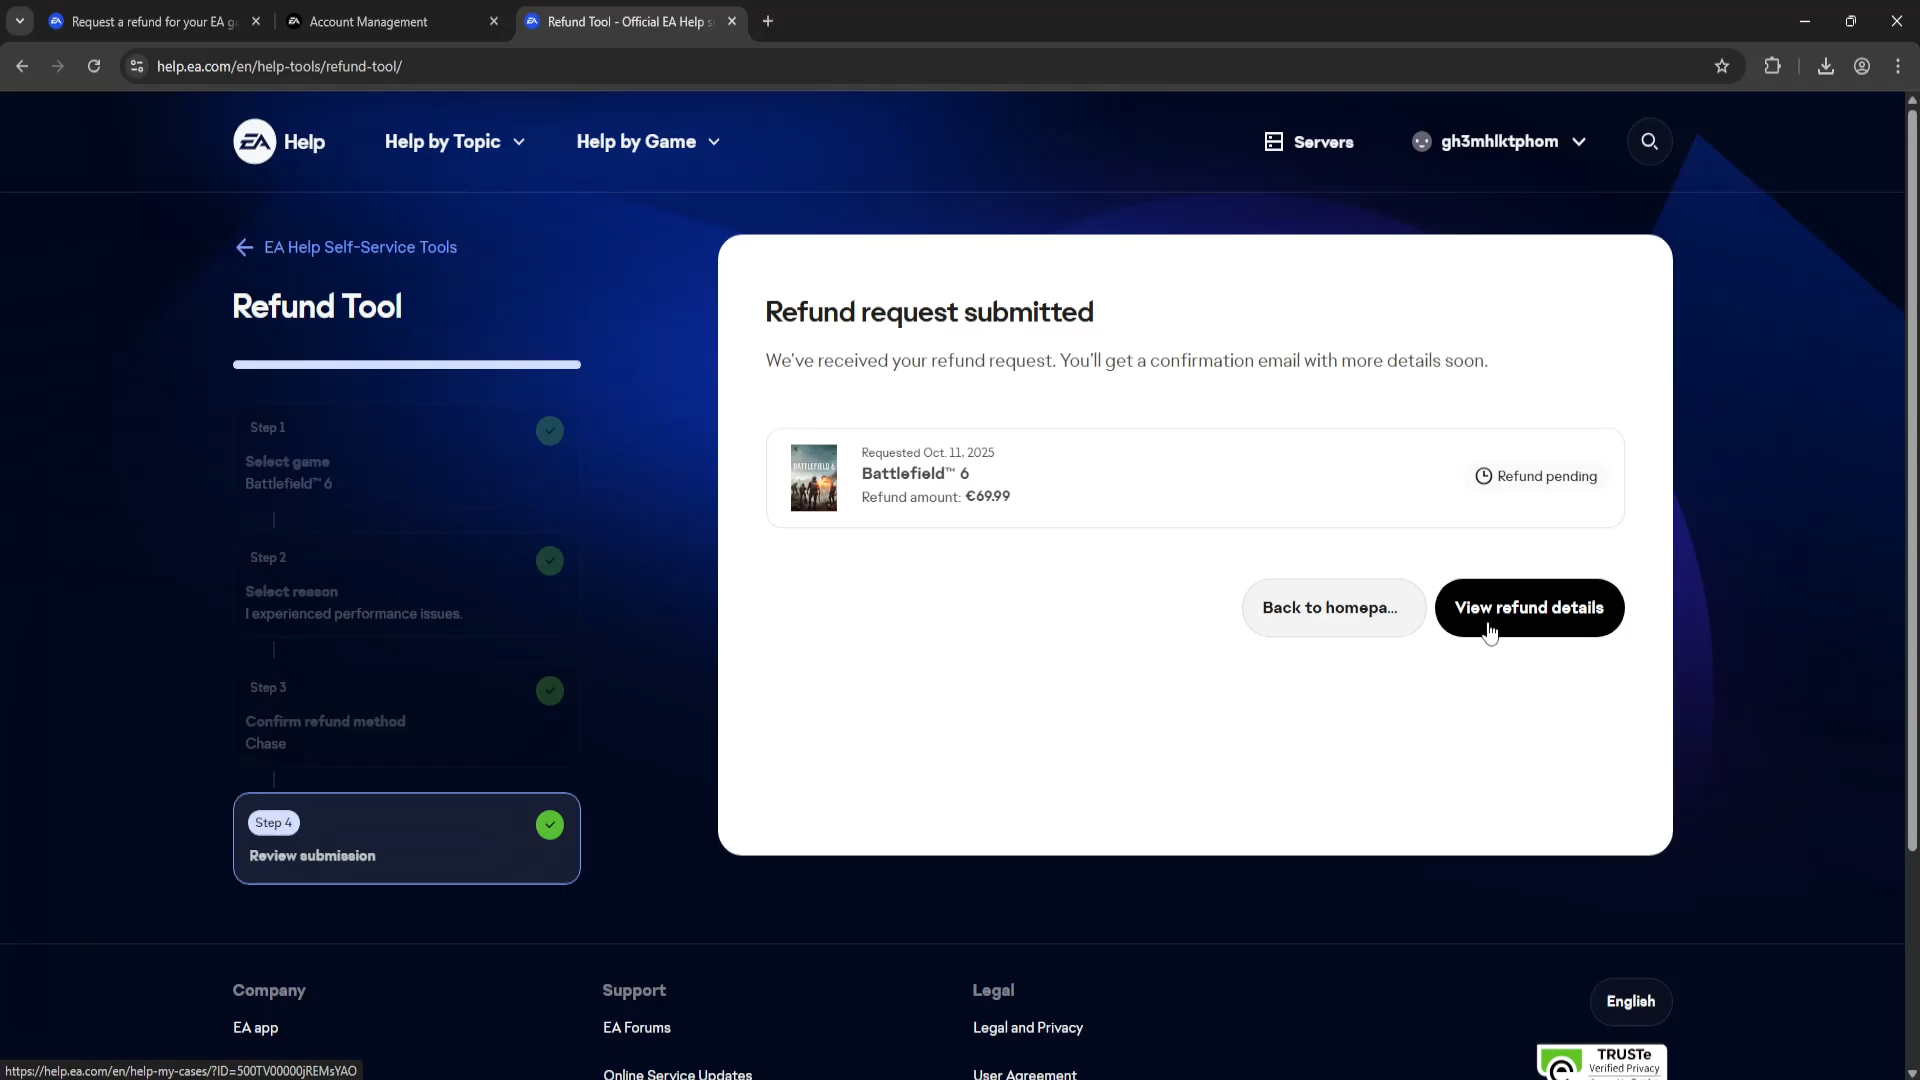 Request a refund for your EA ga
Account Management
Refund Tool - Official EA Help s
help.ea.com/en/help-tools/refund-tool/
EA Help
Help by Topic
Help by Game
Servers
gh3mhlktphom
EA Help Self-Service Tools
Refund Tool
Step 1
Select game
Battlefield™ 6
Step 2
Select reason
I experienced performance issues.
Step 3
Confirm refund method
Chase
Step 4
Review submission
Refund request submitted
We've received your refund request. You'll get a confirmation email with more details soon.
BATTLEFIELD 6
Requested Oct. 11, 2025
Battlefield™ 6
Refund amount: €69.99
Refund pending
Back to homepa...
View refund details
Company
EA app
Support
EA Forums
Online Service Updates
Legal
Legal and Privacy
User Agreement
English
TRUSTe
Verified Privacy
https://help.ea.com/en/help-my-cases/?ID=500TV00000jREMsYAO